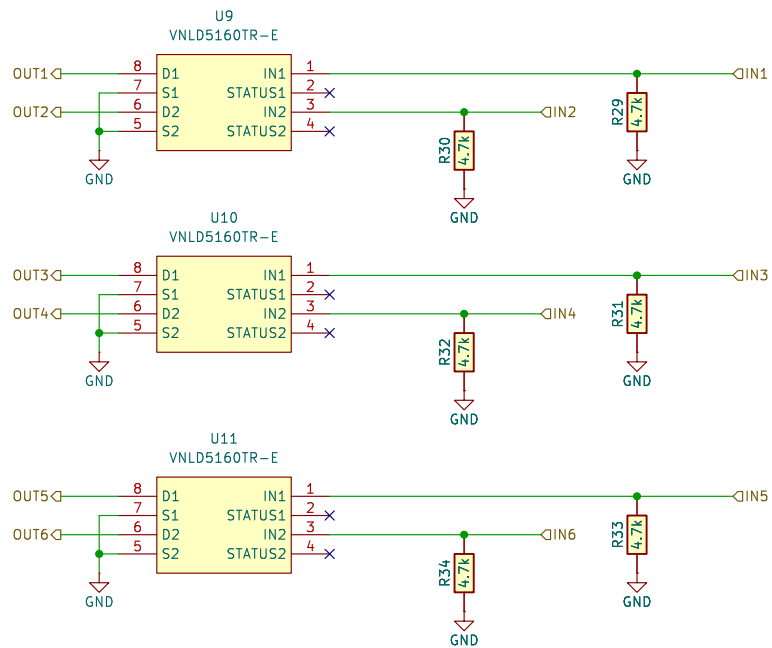 U9
VNLD5160TR-E
OUT1 8 D1 IN1 1 IN1
7 S1 STATUS1 2
OUT2 6 D2 IN2 3 IN2
5 S2 STATUS2 4
R29 4.7k
R30 4.7k
GND GND
GND
U10
VNLD5160TR-E
OUT3 8 D1 IN1 1 IN3
7 S1 STATUS1 2
OUT4 6 D2 IN2 3 IN4
5 S2 STATUS2 4
R31 4.7k
R32 4.7k
GND GND
GND
U11
VNLD5160TR-E
OUT5 8 D1 IN1 1 IN5
7 S1 STATUS1 2
OUT6 6 D2 IN2 3 IN6
5 S2 STATUS2 4
R33 4.7k
R34 4.7k
GND GND
GND